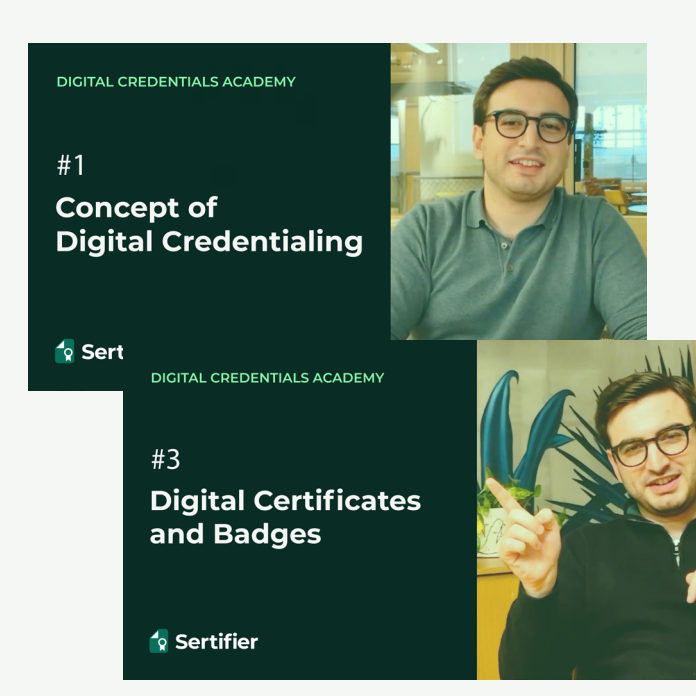 DIGITAL CREDENTIALS ACADEMY
#1
Concept of
Digital Credentialing
Sert
DIGITAL CREDENTIALS ACADEMY
#3
Digital Certificates
and Badges
Sertifier